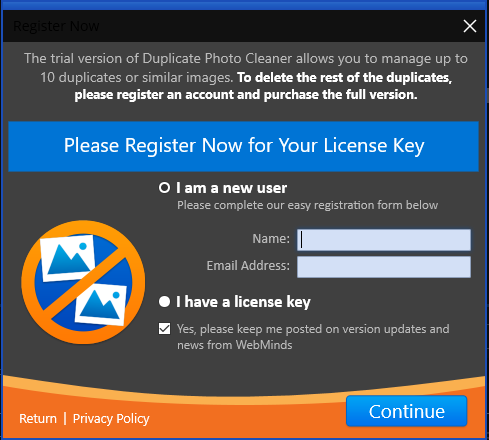 Register Now
The trial version of Duplicate Photo Cleaner allows you to manage up to
10 duplicates or similar images. To delete the rest of the duplicates,
please register an account and purchase the full version.
Please Register Now for Your License Key
I am a new user
Please complete our easy registration form below
Name:
Email Address:
I have a license key
Yes, please keep me posted on version updates and
news from WebMinds
Return | Privacy Policy
Continue